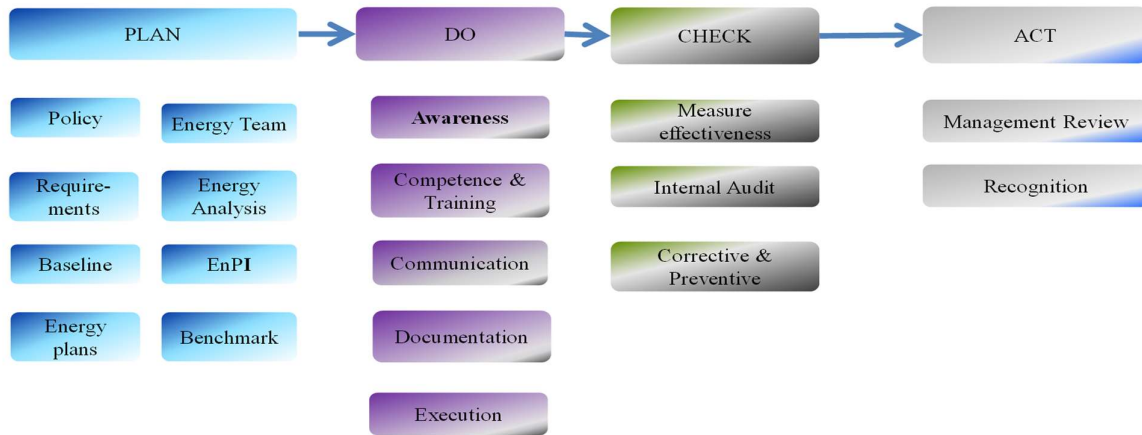 PLAN
DO
CHECK
ACT
Policy
Energy Team
Require-
ments
Energy
Analysis
Baseline
EnPI
Energy
plans
Benchmark
Awareness
Competence &
Training
Communication
Documentation
Execution
Measure
effectiveness
Internal Audit
Corrective &
Preventive
Management Review
Recognition